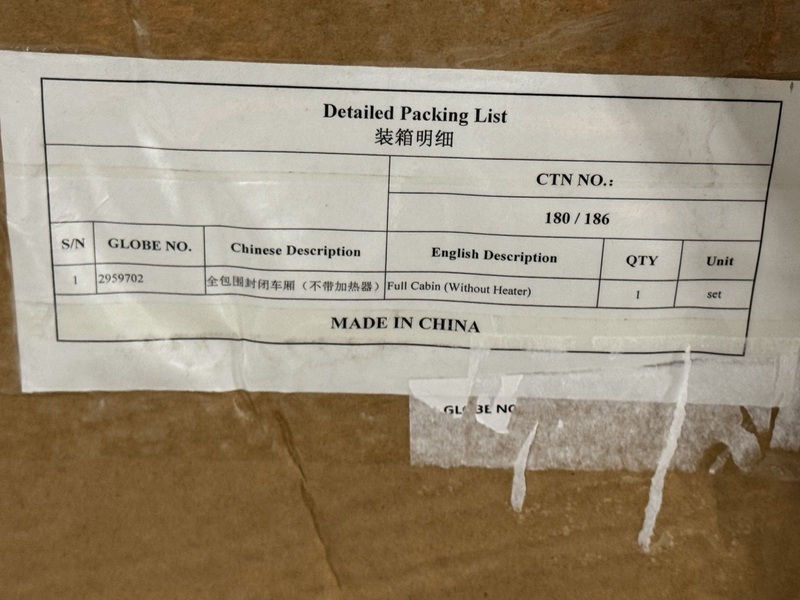 Detailed Packing List
装箱明细
CTN NO.:
180 / 186
S/N GLOBE NO. Chinese Description English Description QTY Unit
1 2959702 全包围封闭车厢（不带加热器） Full Cabin (Without Heater) 1 set
MADE IN CHINA
GLOBE NO